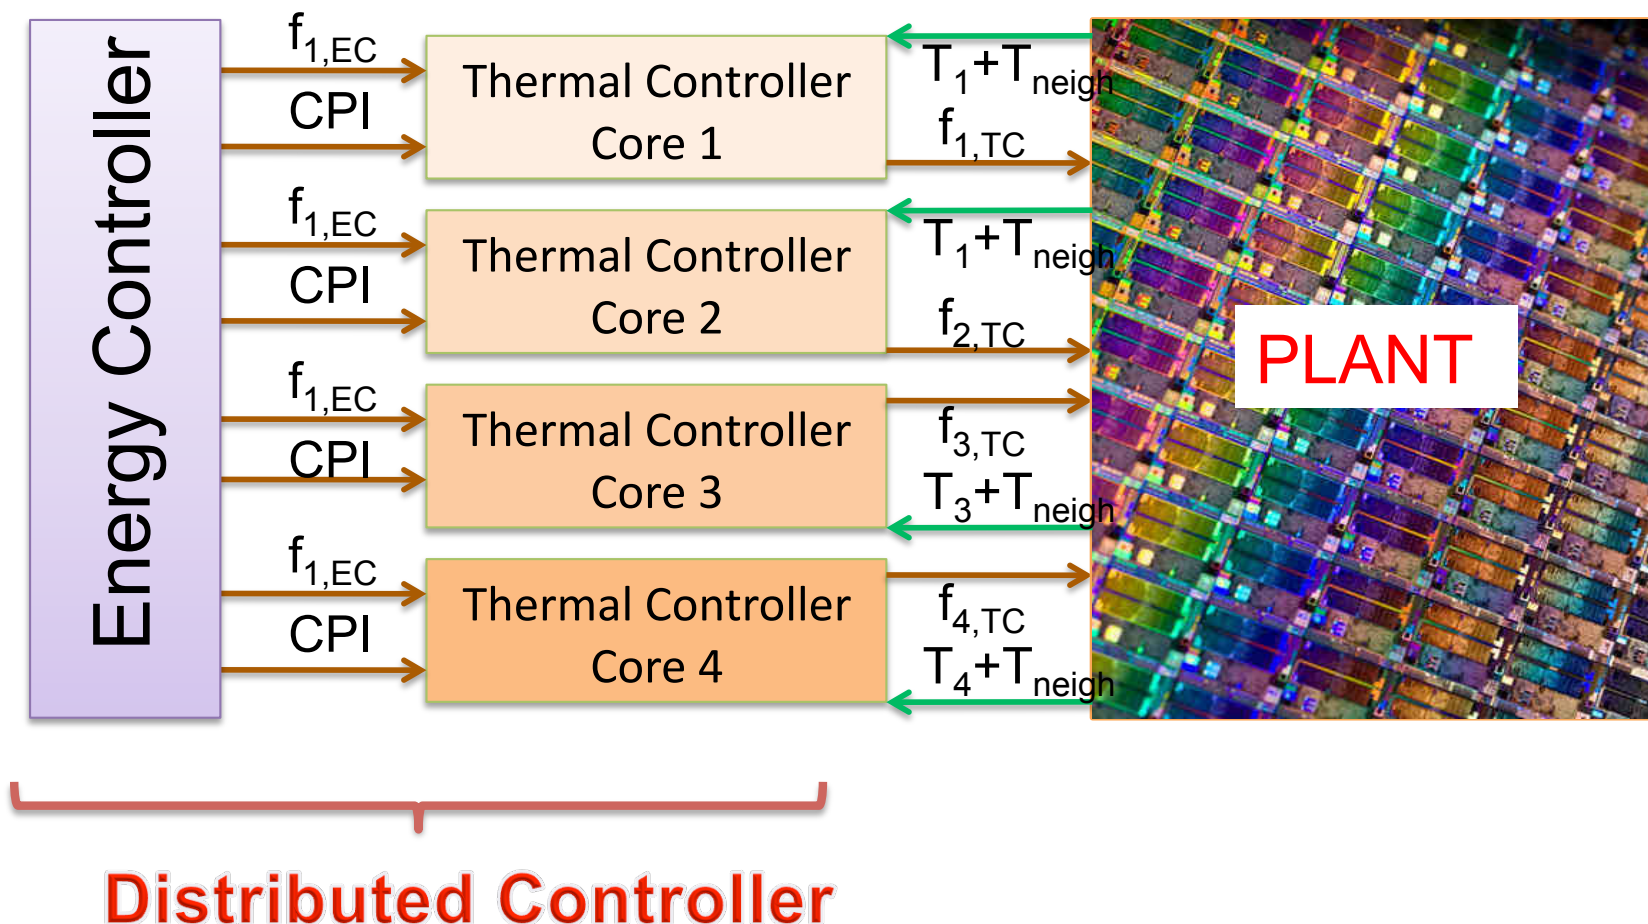 Energy Controller
f1,EC
CPI
Thermal Controller
Core 1
T1+Tneigh
f1,TC
f1,EC
CPI
Thermal Controller
Core 2
T1+Tneigh
f2,TC
f1,EC
CPI
Thermal Controller
Core 3
f3,TC
T3+Tneigh
f1,EC
CPI
Thermal Controller
Core 4
f4,TC
T4+Tneigh
PLANT
Distributed Controller